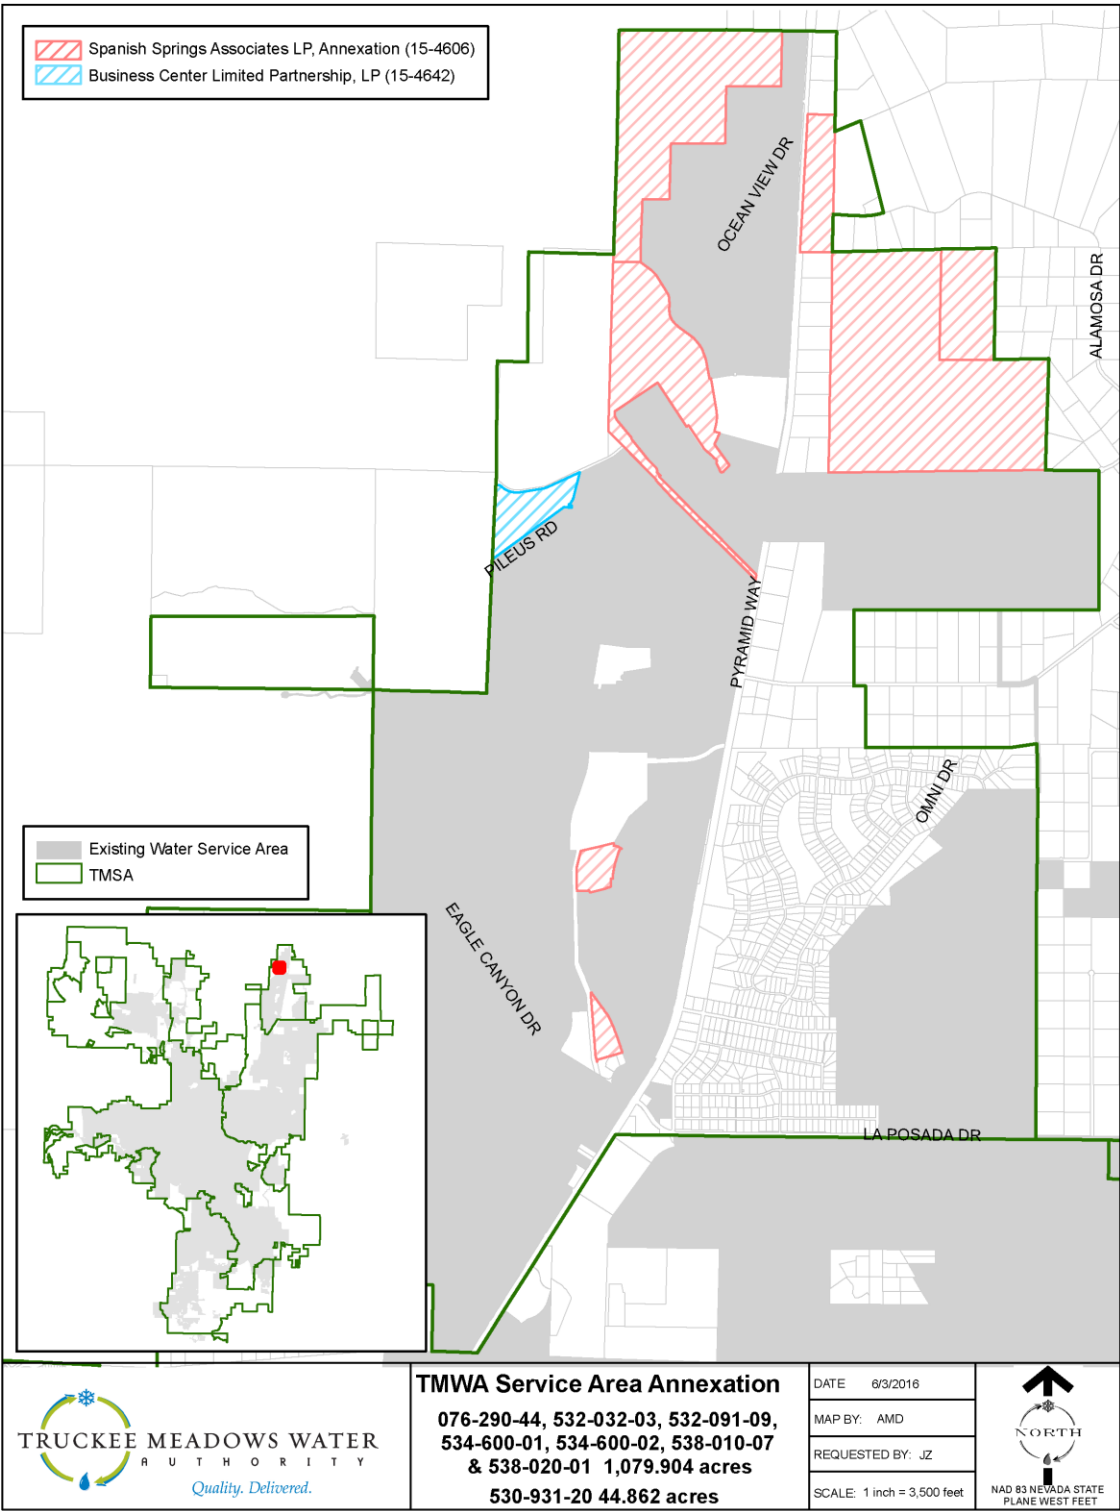 Spanish Springs Associates LP, Annexation (15-4606)
Business Center Limited Partnership, LP (15-4642)
OCEAN VIEW DR
ALAMOSA DR
PILEUS RD
PYRAMID WAY
OMNI DR
Existing Water Service Area
TMSA
EAGLE CANYON DR
LA POSADA DR
TRUCKEE MEADOWS WATER
AUTHORITY
Quality. Delivered.
TMWA Service Area Annexation
076-290-44, 532-032-03, 532-091-09,
534-600-01, 534-600-02, 538-010-07
& 538-020-01 1,079.904 acres
530-931-20 44.862 acres
DATE 6/3/2016
MAP BY: AMD
REQUESTED BY: JZ
SCALE: 1 inch = 3,500 feet
NORTH
NAD 83 NEVADA STATE
PLANE WEST FEET